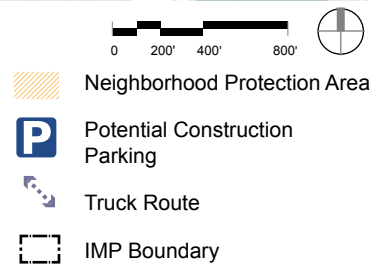 0 200' 400' 800'
Neighborhood Protection Area
P
Potential Construction
Parking
Truck Route
IMP Boundary